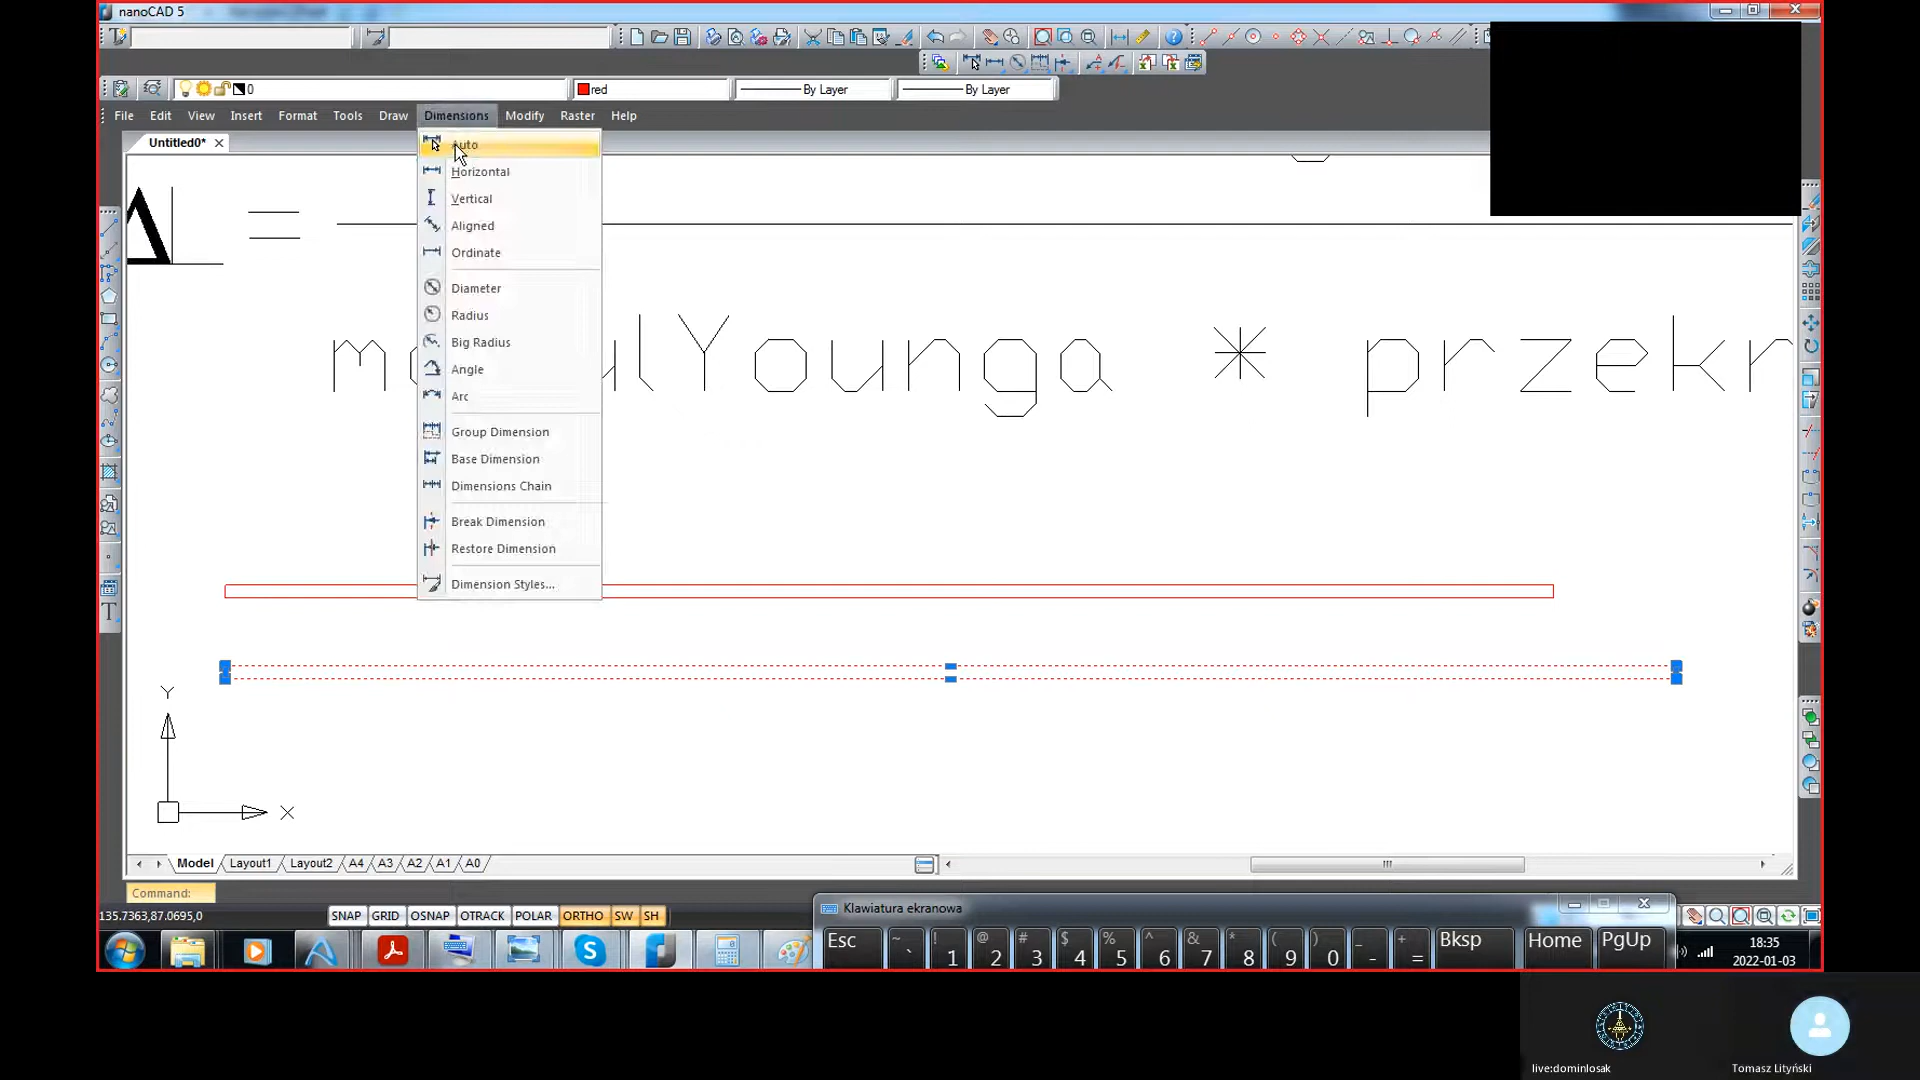 nanoCAD 5
0
red
By Layer
By Layer
File Edit View Insert Format Tools Draw Dimensions Modify Raster Help
Untitled0*
Auto
Horizontal
Vertical
Aligned
Ordinate
Diameter
Radius
Big Radius
Angle
Arc
Group Dimension
Base Dimension
Dimensions Chain
Break Dimension
Restore Dimension
Dimension Styles...
=
Younga * przekr
Y
X
Model Layout1 Layout2 A4 A3 A2 A1 A0
Command:
135.7363,87.0695,0
SNAP GRID OSNAP OTRACK POLAR ORTHO SW SH
Klawiatura ekranowa
Esc ~ ` ! 1 @ 2 # 3 $ 4 % 5 ^ 6 & 7 * 8 ( 9 ) 0 _ - + = Bksp Home PgUp
18:35
2022-01-03
live:dominlosak
Tomasz Lityński